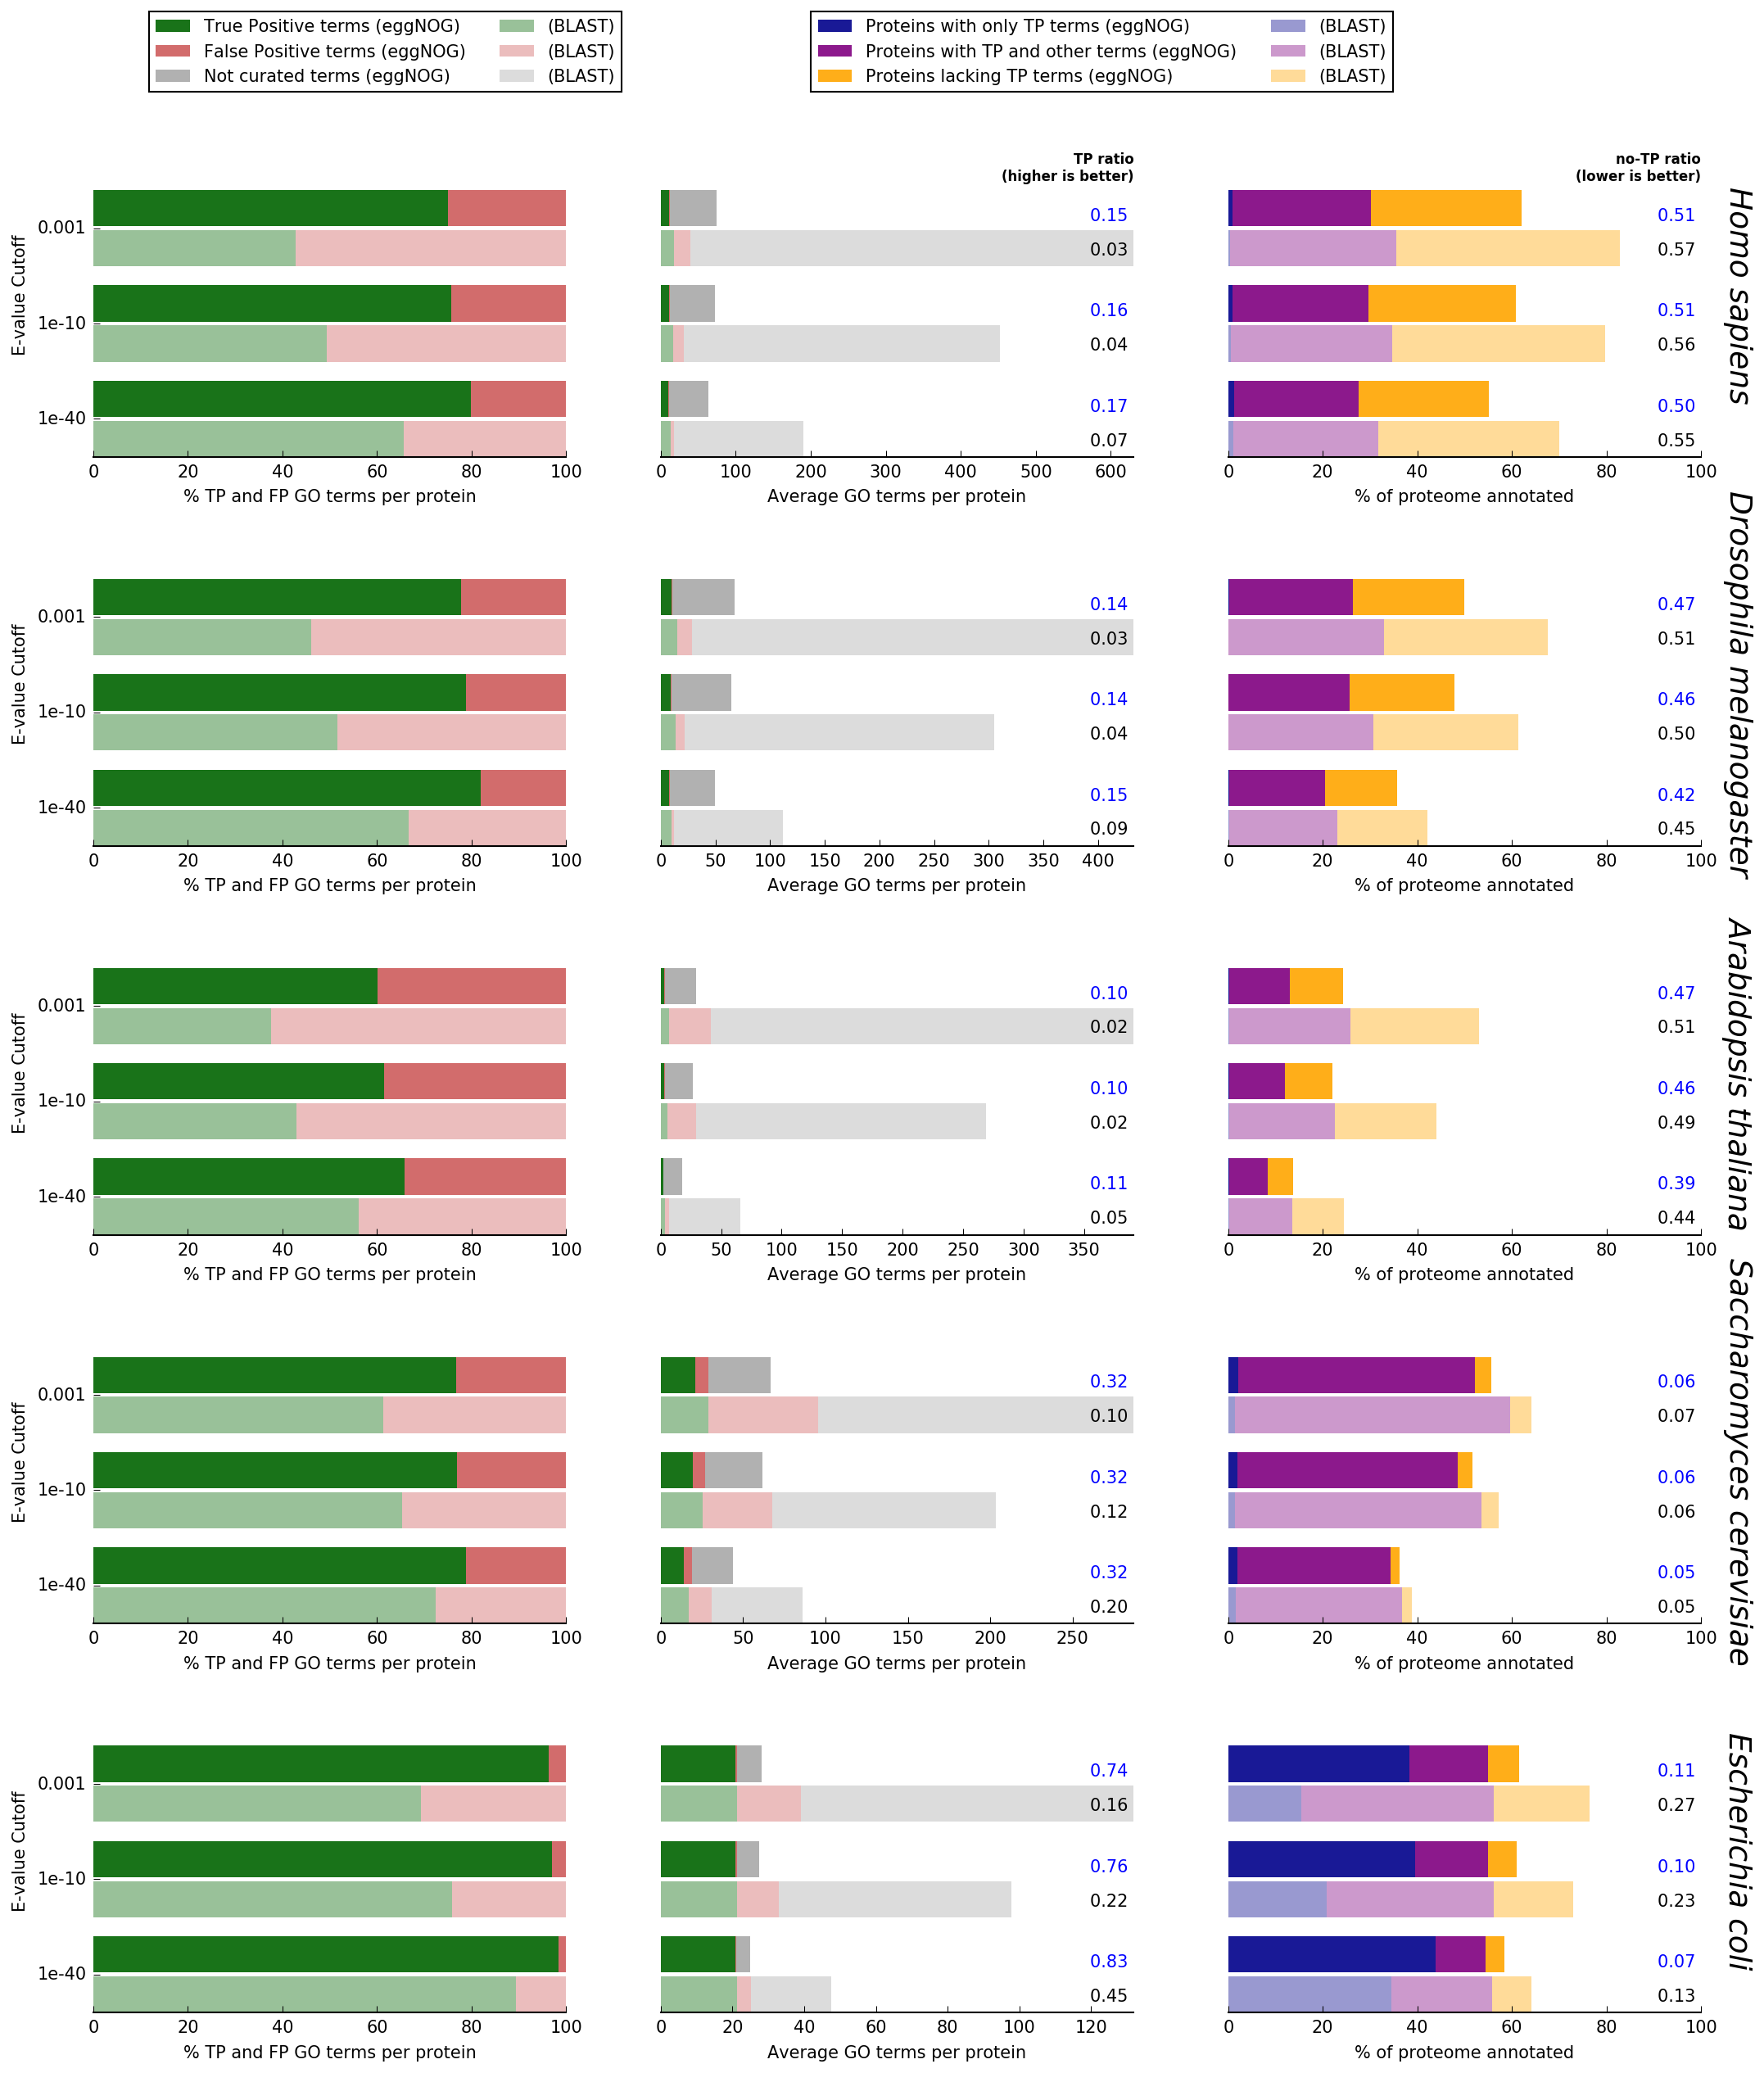 True Positive terms (eggNOG) (BLAST)
False Positive terms (eggNOG) (BLAST)
Not curated terms (eggNOG) (BLAST)
Proteins with only TP terms (eggNOG) (BLAST)
Proteins with TP and other terms (eggNOG) (BLAST)
Proteins lacking TP terms (eggNOG) (BLAST)
TP ratio
(higher is better)
no-TP ratio
(lower is better)
Homo sapiens
E-value Cutoff
0.001
0.15 0.51
0.03 0.57
1e-10
0.16 0.51
0.04 0.56
1e-40
0.17 0.50
0.07 0.55
0 20 40 60 80 100
0 100 200 300 400 500 600
0 20 40 60 80 100
% TP and FP GO terms per protein
Average GO terms per protein
% of proteome annotated
Drosophila melanogaster
E-value Cutoff
0.001
0.14 0.47
0.03 0.51
1e-10
0.14 0.46
0.04 0.50
1e-40
0.15 0.42
0.09 0.45
0 20 40 60 80 100
0 50 100 150 200 250 300 350 400
0 20 40 60 80 100
% TP and FP GO terms per protein
Average GO terms per protein
% of proteome annotated
Arabidopsis thaliana
E-value Cutoff
0.001
0.10 0.47
0.02 0.51
1e-10
0.10 0.46
0.02 0.49
1e-40
0.11 0.39
0.05 0.44
0 20 40 60 80 100
0 50 100 150 200 250 300 350
0 20 40 60 80 100
% TP and FP GO terms per protein
Average GO terms per protein
% of proteome annotated
Saccharomyces cerevisiae
E-value Cutoff
0.001
0.32 0.06
0.10 0.07
1e-10
0.32 0.06
0.12 0.06
1e-40
0.32 0.05
0.20 0.05
0 20 40 60 80 100
0 50 100 150 200 250
0 20 40 60 80 100
% TP and FP GO terms per protein
Average GO terms per protein
% of proteome annotated
Escherichia coli
E-value Cutoff
0.001
0.74 0.11
0.16 0.27
1e-10
0.76 0.10
0.22 0.23
1e-40
0.83 0.07
0.45 0.13
0 20 40 60 80 100
0 20 40 60 80 100 120
0 20 40 60 80 100
% TP and FP GO terms per protein
Average GO terms per protein
% of proteome annotated